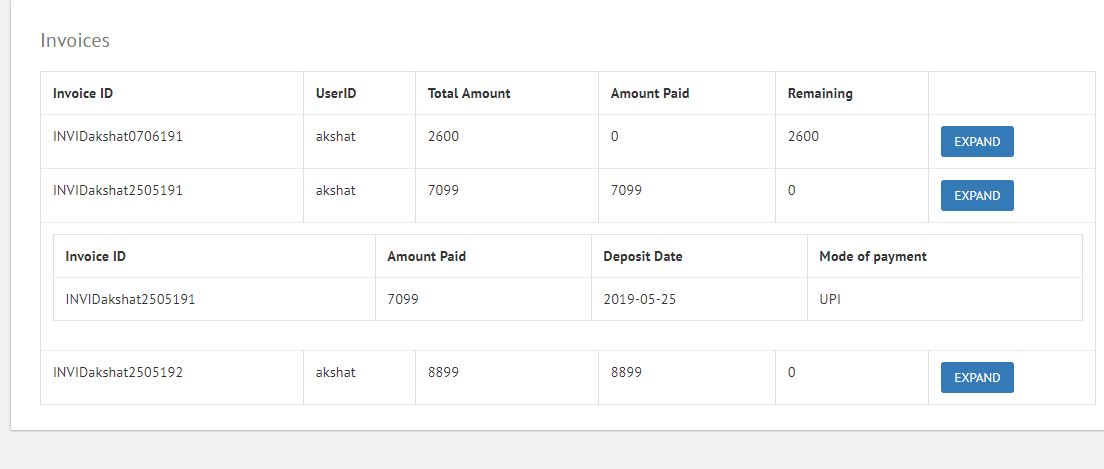 Invoices
Invoice ID UserID Total Amount Amount Paid Remaining
INVIDakshat0706191 akshat 2600 0 2600 EXPAND
INVIDakshat2505191 akshat 7099 7099 0 EXPAND
Invoice ID Amount Paid Deposit Date Mode of payment
INVIDakshat2505191 7099 2019-05-25 UPI
INVIDakshat2505192 akshat 8899 8899 0 EXPAND